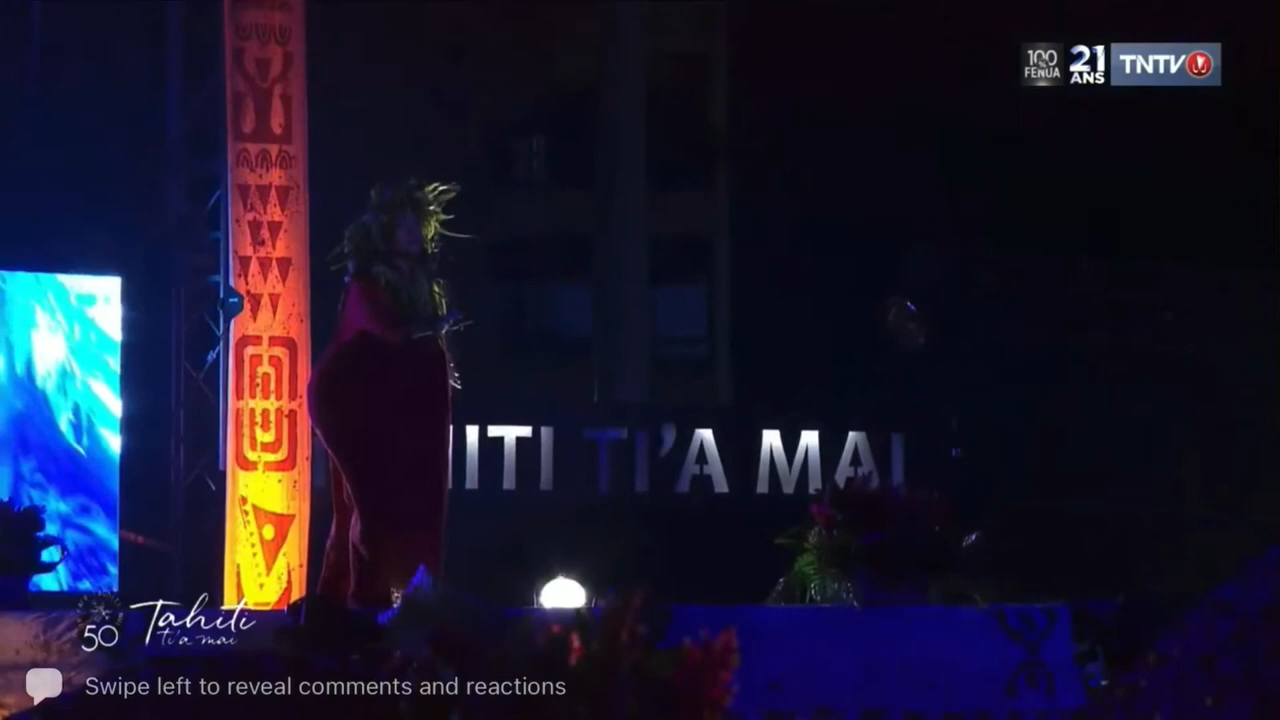 100
%
FENUA
21
ANS
TNTV
ITI TI'A MAI
50
Tahiti
ti'a mai
Swipe left to reveal comments and reactions